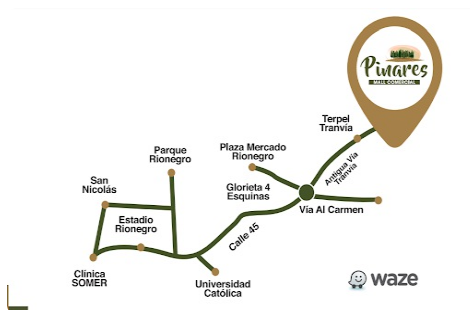 Pinares
MALL COMERCIAL
Terpel
Tranvía
Antigua Vía
Tranvía
Plaza Mercado
Rionegro
Parque
Rionegro
Glorieta 4
Esquinas
Vía Al Carmen
San
Nicolás
Estadio
Rionegro
Calle 45
Clínica
SOMER
Universidad
Católica
waze